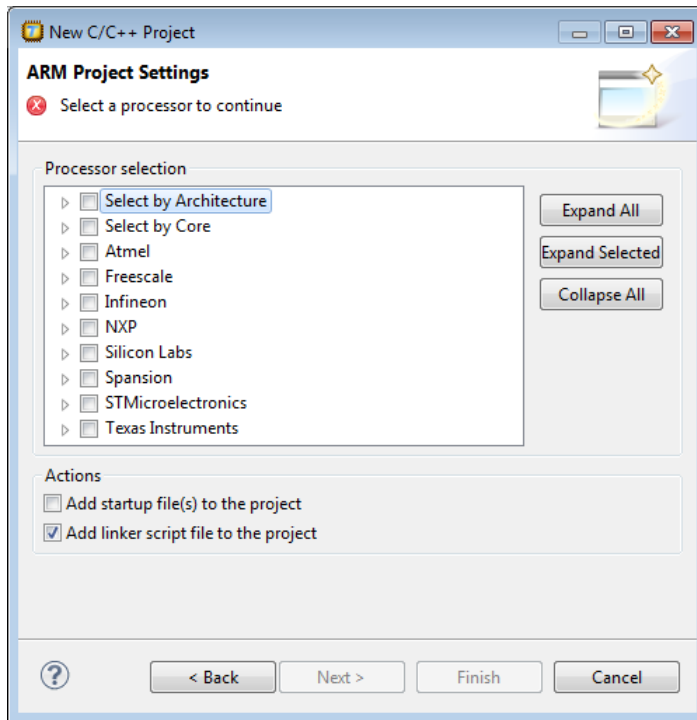 New C/C++ Project
ARM Project Settings
Select a processor to continue
Processor selection
Select by Architecture
Select by Core
Atmel
Freescale
Infineon
NXP
Silicon Labs
Spansion
STMicroelectronics
Texas Instruments
Expand All
Expand Selected
Collapse All
Actions
Add startup file(s) to the project
Add linker script file to the project
< Back
Next >
Finish
Cancel